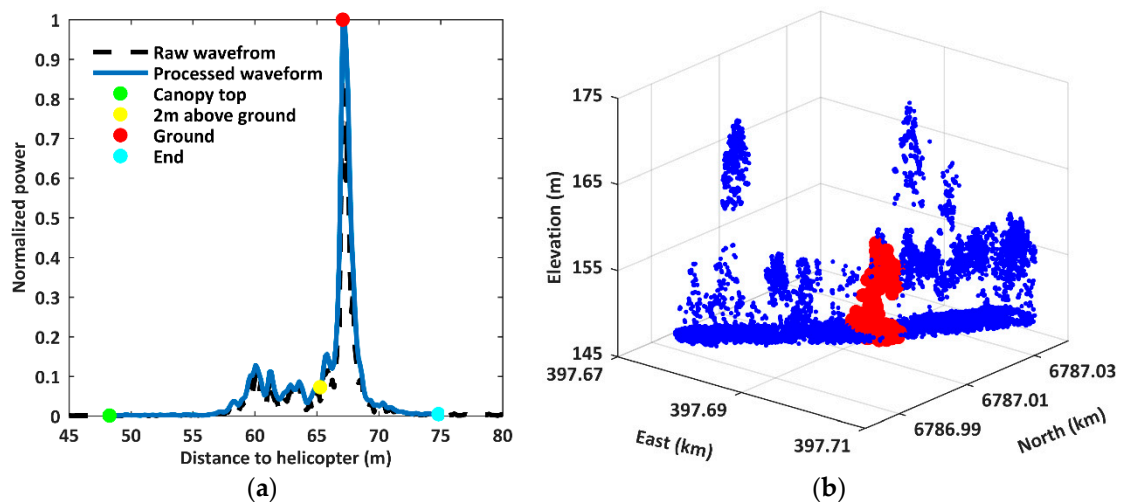 1
0.9
0.8
0.7
0.6
0.5
0.4
0.3
0.2
0.1
0
Normalized power
Raw wavefrom
Processed waveform
Canopy top
2m above ground
Ground
End
45 50 55 60 65 70 75 80
Distance to helicopter (m)
(a)
175
165
155
145
Elevation (m)
397.67
397.69
397.71
East (km)
6786.99
6787.01
6787.03
North (km)
(b)